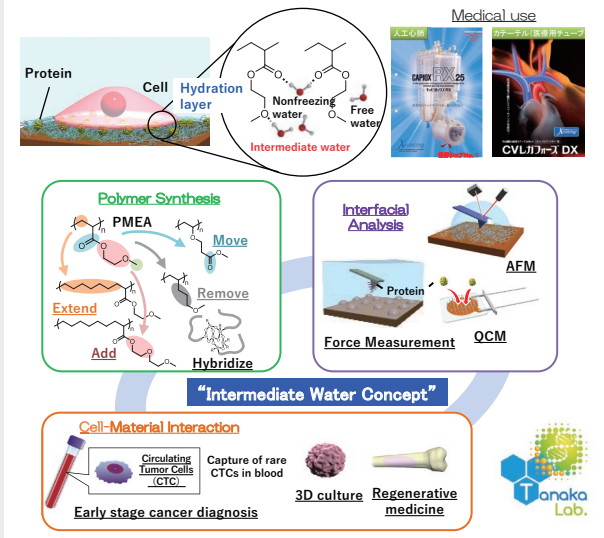 Medical use
人工心肺
CAPIOX RX 25
カテーテル(医療用チューブ)
CVレガフォース DX
Protein
Cell
Hydration
layer
Nonfreezing
water
Free
water
Intermediate water
Polymer Synthesis
PMEA
Move
Extend
Remove
Add
Hybridize
Interfacial
Analysis
AFM
Protein
Force Measurement
QCM
“Intermediate Water Concept”
Cell-Material Interaction
Circulating
Tumor Cells
(CTC)
Capture of rare
CTCs in blood
Early stage cancer diagnosis
3D culture
Regenerative
medicine
Tanaka
Lab.